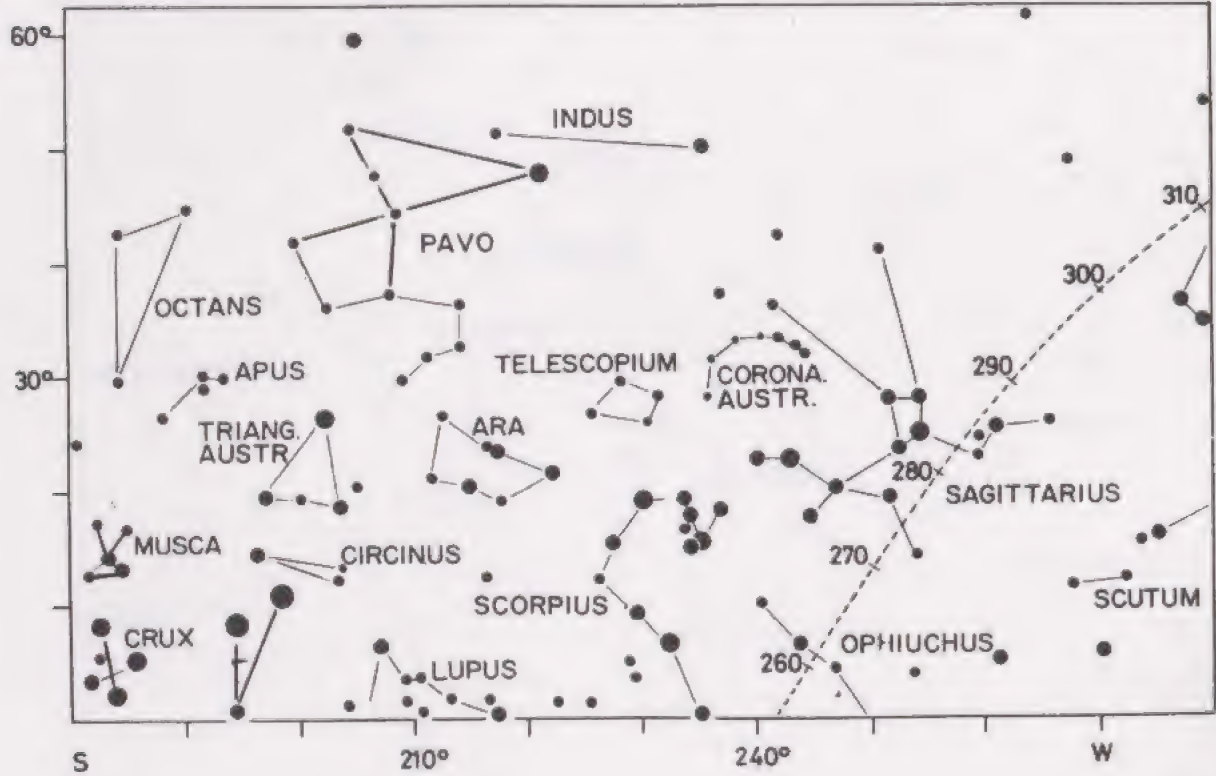 60°
INDUS
310
PAVO
300
OCTANS
290
30°
APUS
TELESCOPIUM
CORONA.
AUSTR.
TRIANG.
AUSTR.
ARA
280
SAGITTARIUS
MUSCA
CIRCINUS
270
SCORPIUS
SCUTUM
CRUX
LUPUS
260
OPHIUCHUS
S
210°
240°
W